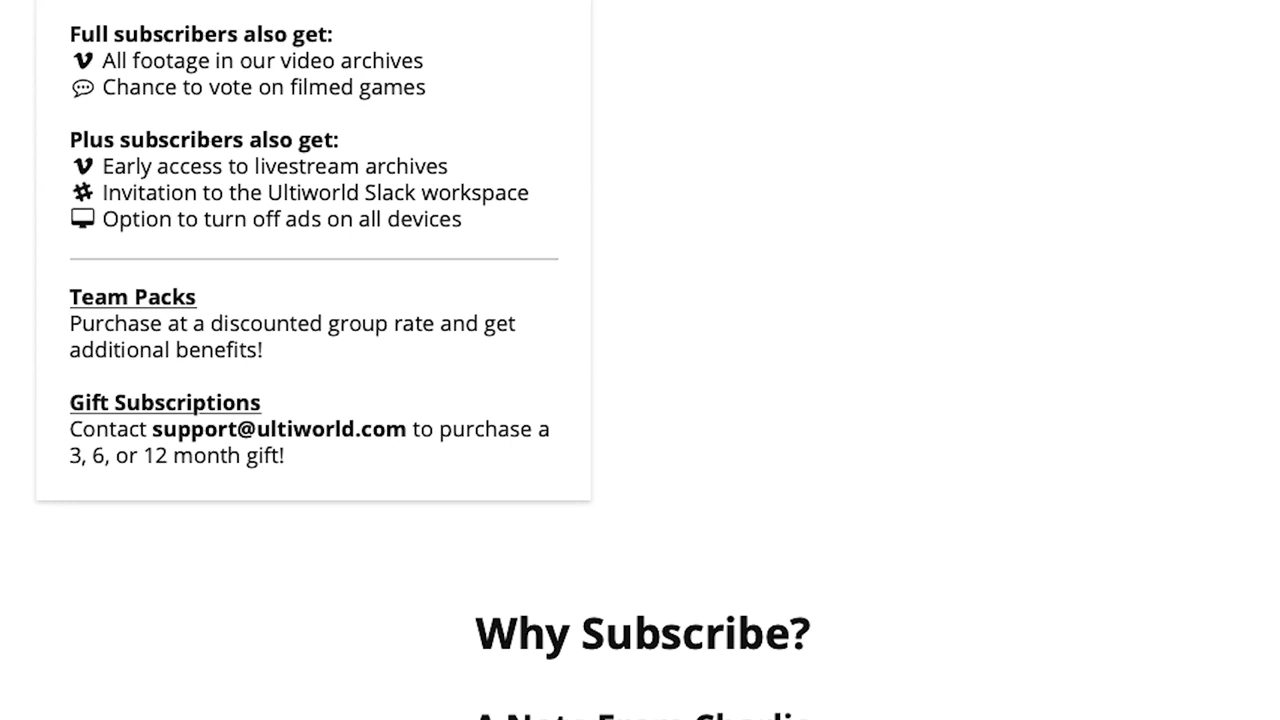 Full subscribers also get:
All footage in our video archives
Chance to vote on filmed games
Plus subscribers also get:
Early access to livestream archives
Invitation to the Ultiworld Slack workspace
Option to turn off ads on all devices
Team Packs
Purchase at a discounted group rate and get
additional benefits!
Gift Subscriptions
Contact support@ultiworld.com to purchase a
3, 6, or 12 month gift!
Why Subscribe?
A Note From Charlie